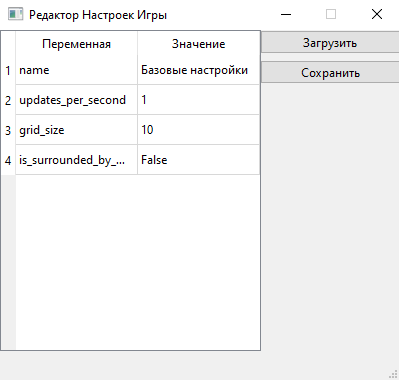 Редактор Настроек Игры
Переменная Значение Загрузить
1 name Базовые настройки Сохранить
2 updates_per_second 1
3 grid_size 10
4 is_surrounded_by_... False